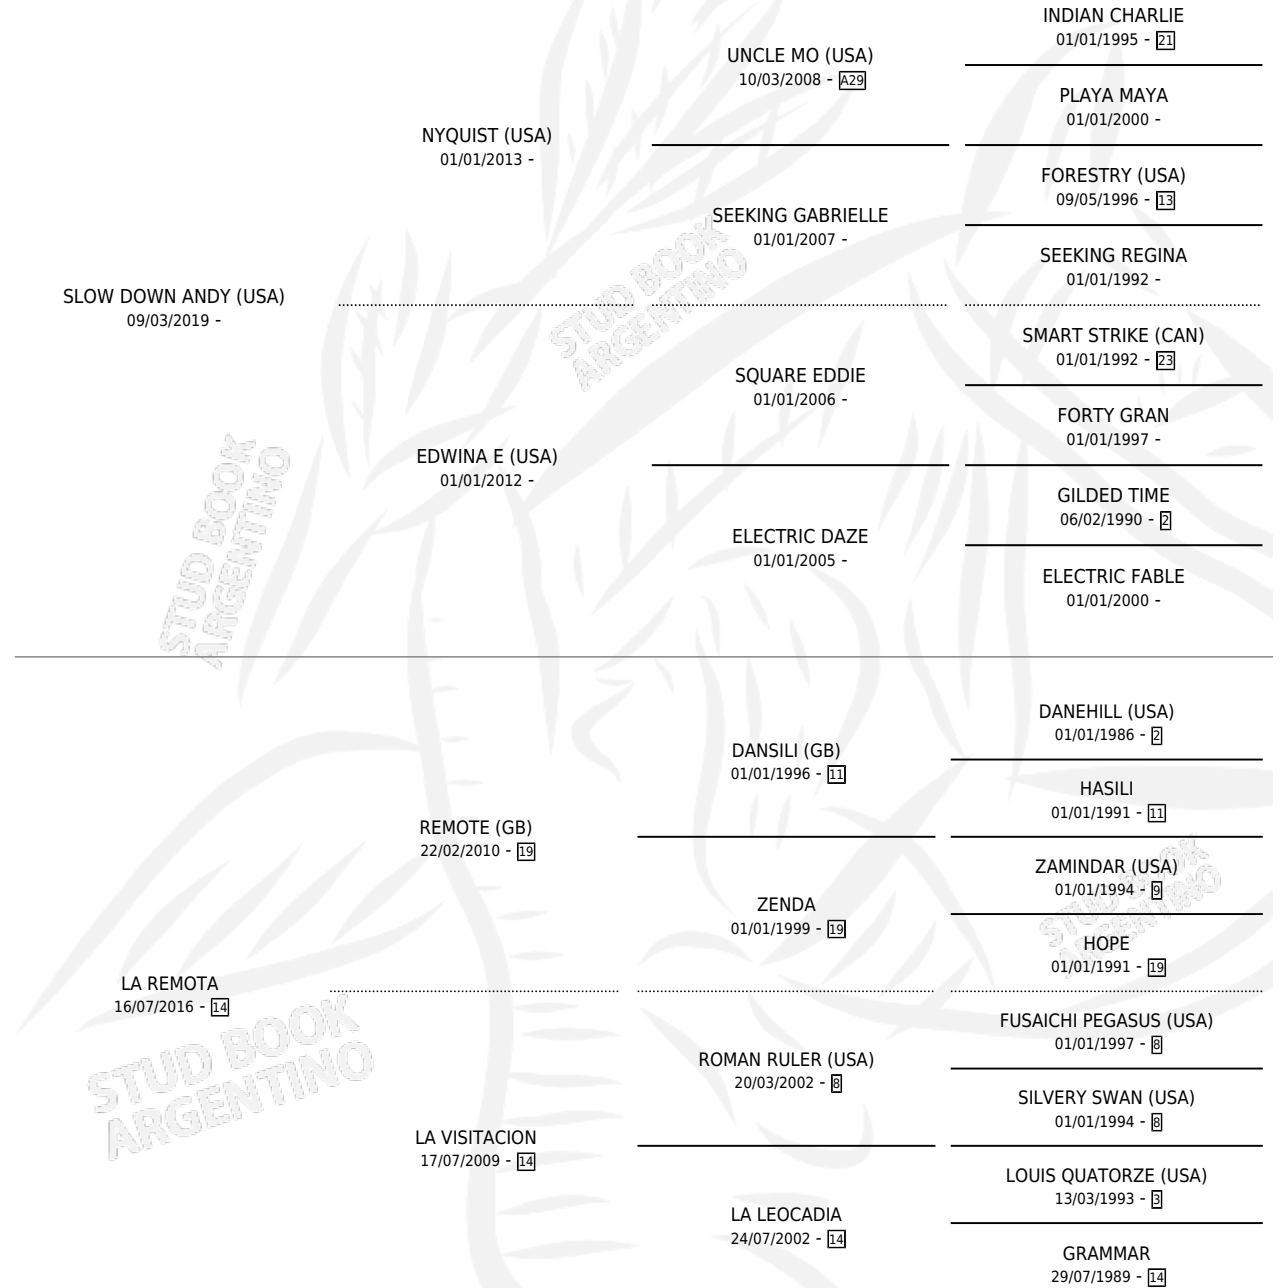 INDIAN CHARLIE
01/01/1995 - 21
UNCLE MO (USA)
10/03/2008 - A29
PLAYA MAYA
01/01/2000 -
NYQUIST (USA)
01/01/2013 -
FORESTRY (USA)
09/05/1996 - 13
SEEKING GABRIELLE
01/01/2007 -
SEEKING REGINA
01/01/1992 -
SLOW DOWN ANDY (USA)
09/03/2019 -
SMART STRIKE (CAN)
01/01/1992 - 23
SQUARE EDDIE
01/01/2006 -
FORTY GRAN
01/01/1997 -
EDWINA E (USA)
01/01/2012 -
GILDED TIME
06/02/1990 - 2
ELECTRIC DAZE
01/01/2005 -
ELECTRIC FABLE
01/01/2000 -
DANEHILL (USA)
01/01/1986 - 2
DANSILI (GB)
01/01/1996 - 11
HASILI
01/01/1991 - 11
REMOTE (GB)
22/02/2010 - 19
ZAMINDAR (USA)
01/01/1994 - 9
ZENDA
01/01/1999 - 19
HOPE
01/01/1991 - 19
LA REMOTA
16/07/2016 - 14
FUSAICHI PEGASUS (USA)
01/01/1997 - 8
ROMAN RULER (USA)
20/03/2002 - 8
SILVERY SWAN (USA)
01/01/1994 - 8
LA VISITACION
17/07/2009 - 14
LOUIS QUATORZE (USA)
13/03/1993 - 3
LA LEOCADIA
24/07/2002 - 14
GRAMMAR
29/07/1989 - 14
STUD BOOK
ARGENTINO
STUD BOOK
ARGENTINO
STUD BOOK
ARGENTINO
STUD BOOK
ARGENTINO